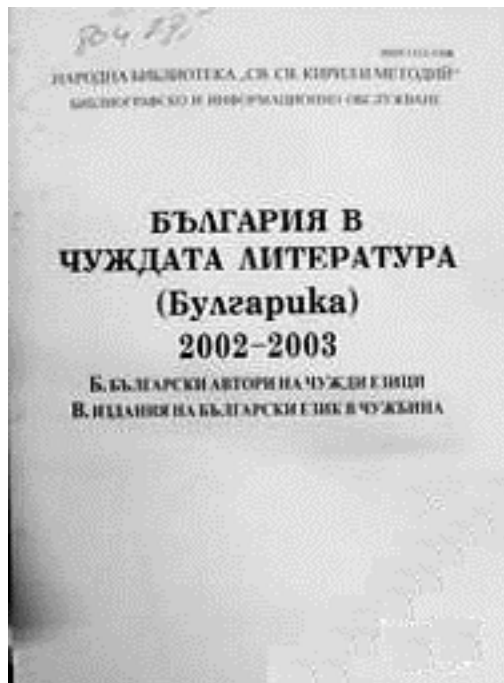 НАРОДНА БИБЛИОТЕКА „СВ. СВ. КИРИЛ И МЕТОДИЙ“
БИБЛИОГРАФСКО И ИНФОРМАЦИОННО ОБСЛУЖВАНЕ
БЪЛГАРИЯ В
ЧУЖДАТА ЛИТЕРАТУРА
(Булгарика)
2002–2003
Б. БЪЛГАРСКИ АВТОРИ НА ЧУЖДИ ЕЗИЦИ
В. ИЗДАНИЯ НА БЪЛГАРСКИ ЕЗИК В ЧУЖБИНА